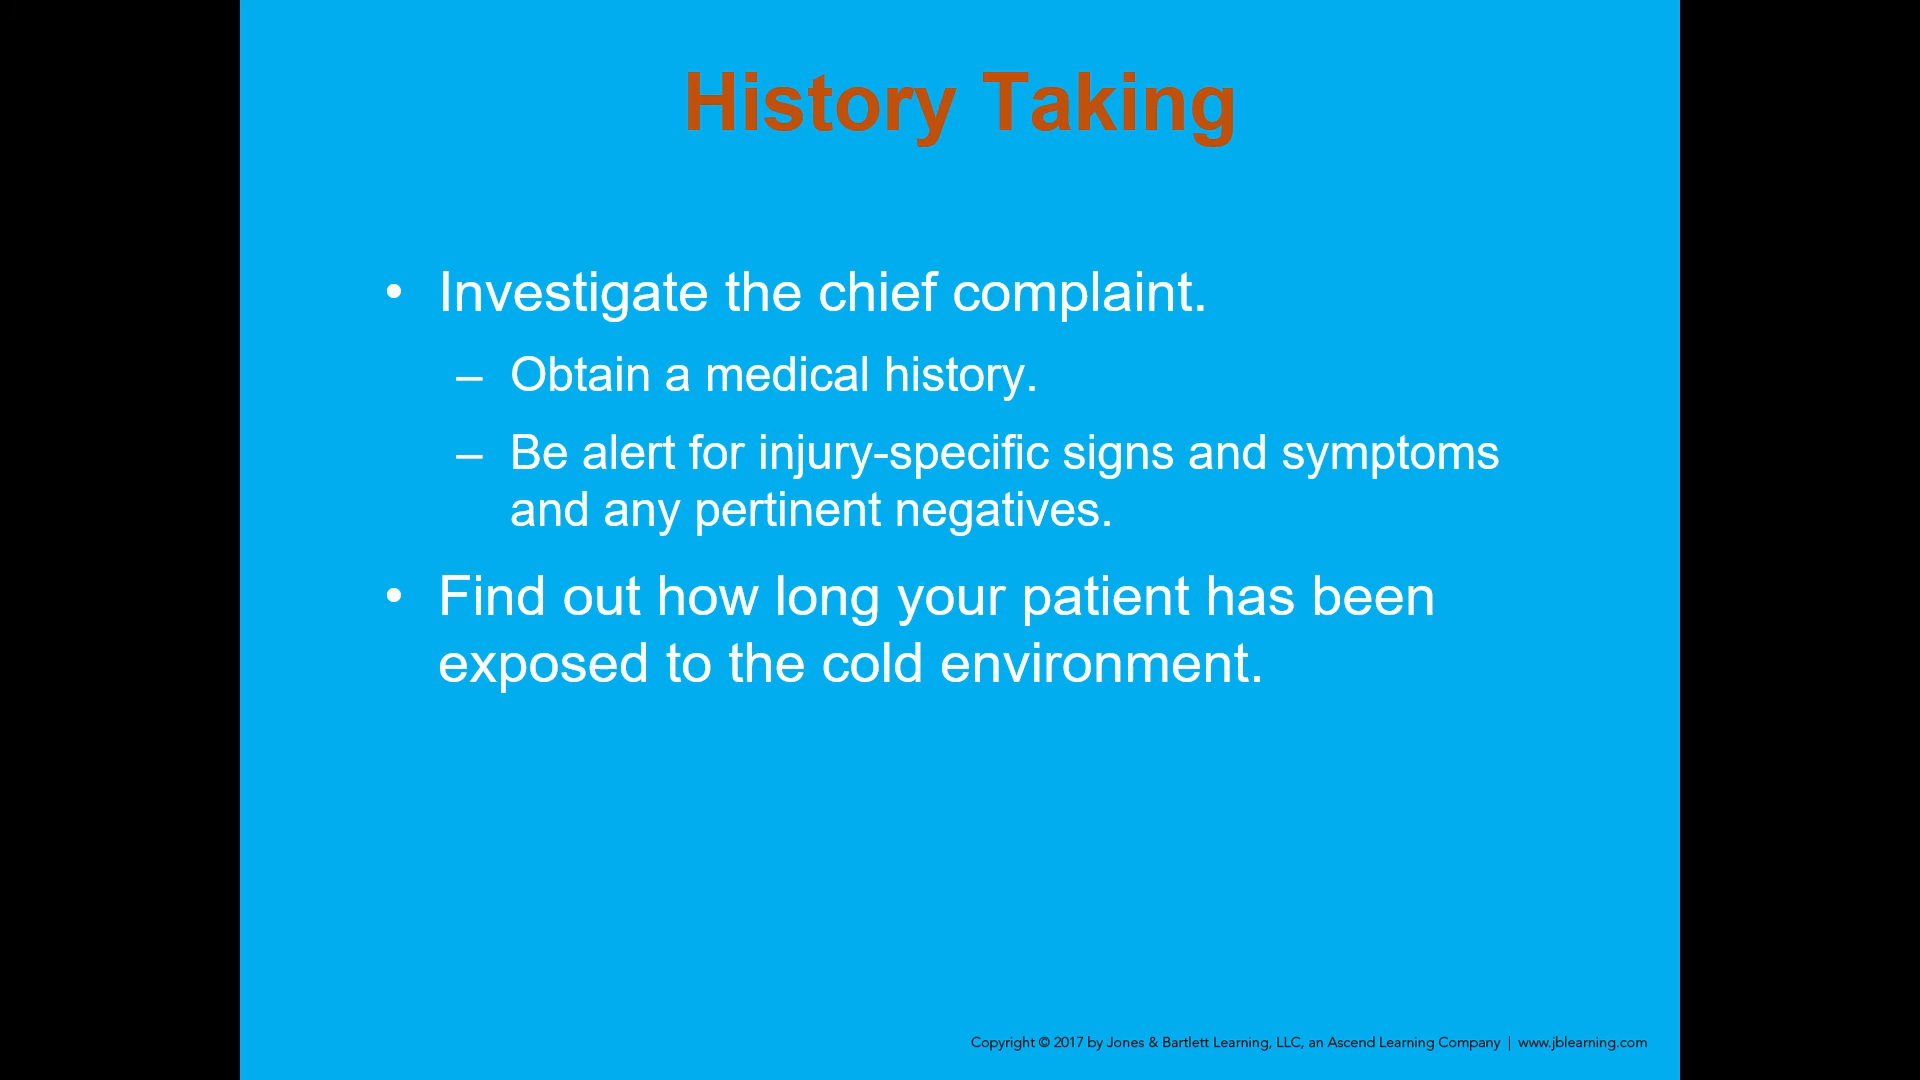 History Taking
• Investigate the chief complaint.
– Obtain a medical history.
– Be alert for injury-specific signs and symptoms
and any pertinent negatives.
• Find out how long your patient has been
exposed to the cold environment.
Copyright © 2017 by Jones & Bartlett Learning, LLC, an Ascend Learning Company | www.jblearning.com